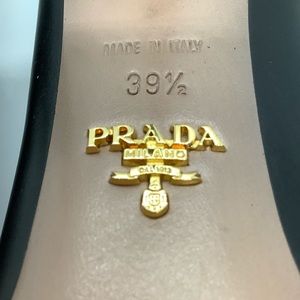 MADE IN ITALY
39½
PRADA
MILANO
DAL 1913